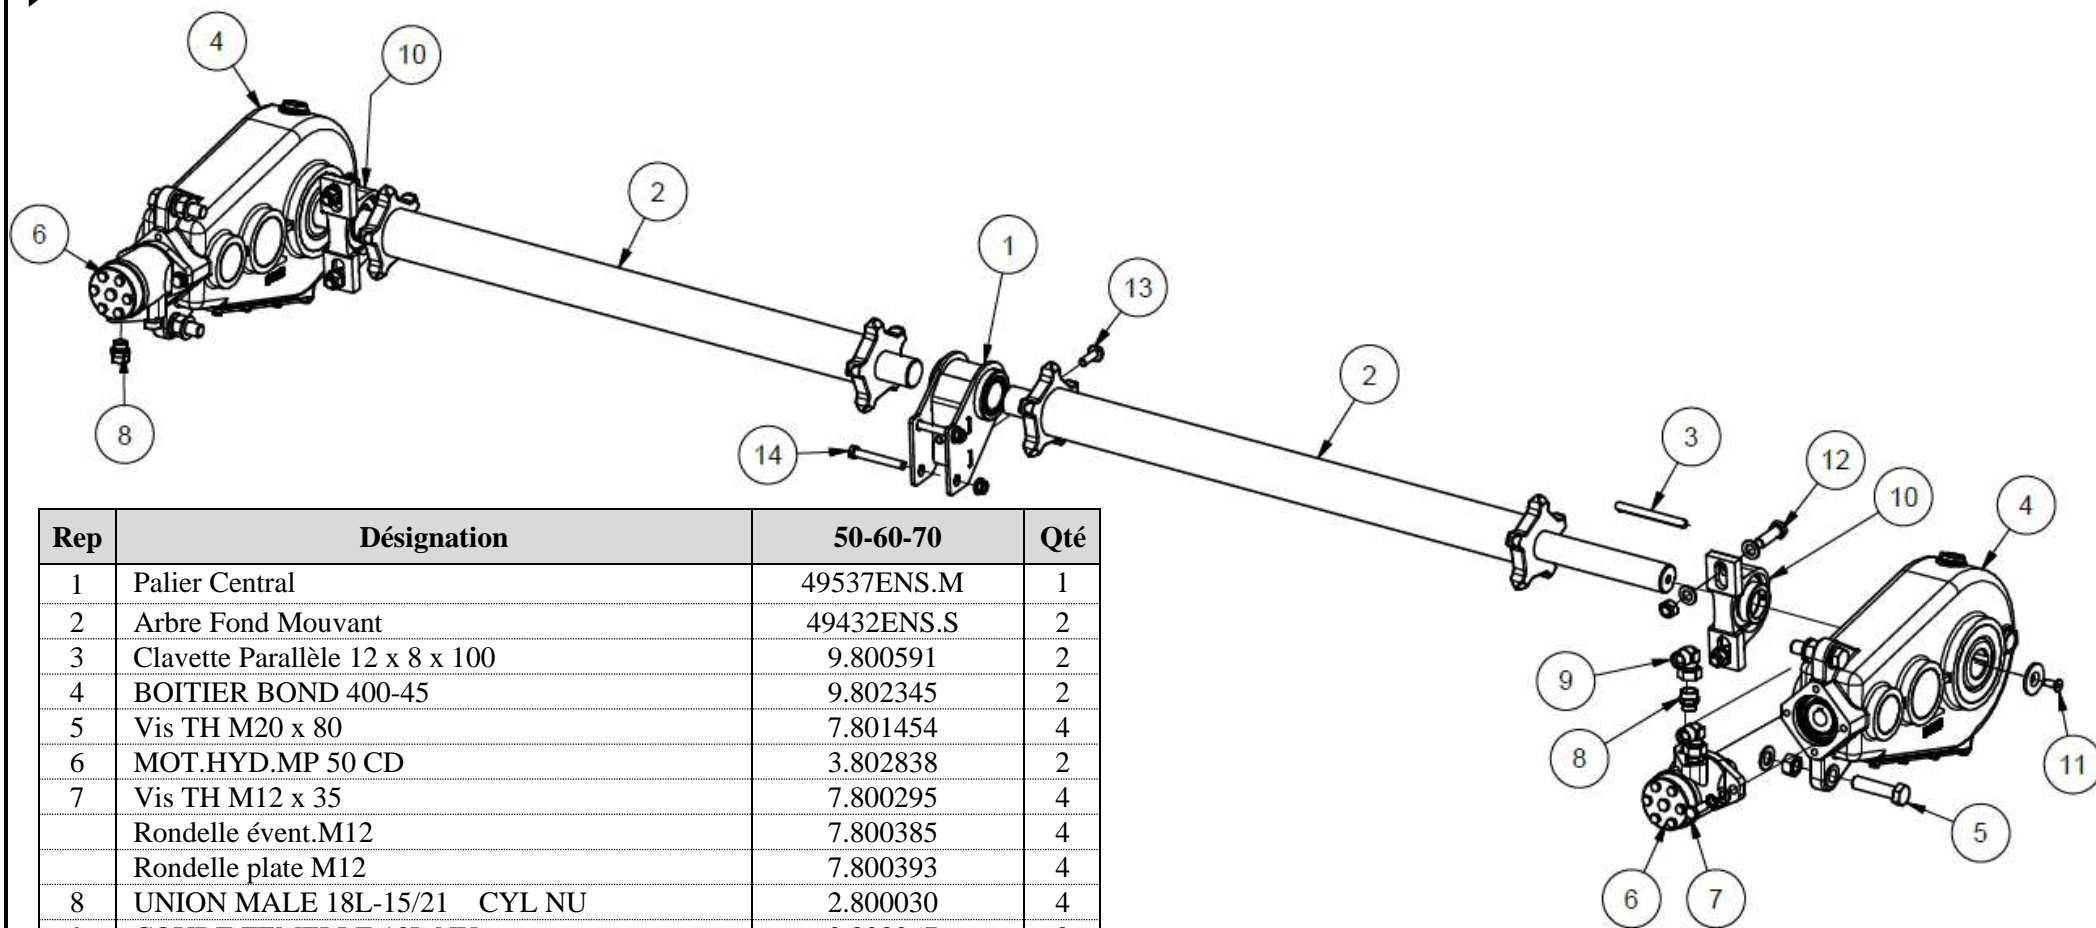 4
10
2
6
1
13
8
14
2
3
12
10
4
9
8
11
5
6
7
Rep Désignation 50-60-70 Qté
1 Palier Central 49537ENS.M 1
2 Arbre Fond Mouvant 49432ENS.S 2
3 Clavette Parallèle 12 x 8 x 100 9.800591 2
4 BOITIER BOND 400-45 9.802345 2
5 Vis TH M20 x 80 7.801454 4
6 MOT.HYD.MP 50 CD 3.802838 2
7 Vis TH M12 x 35 7.800295 4
Rondelle évent.M12 7.800385 4
Rondelle plate M12 7.800393 4
8 UNION MALE 18L-15/21 CYL NU 2.800030 4